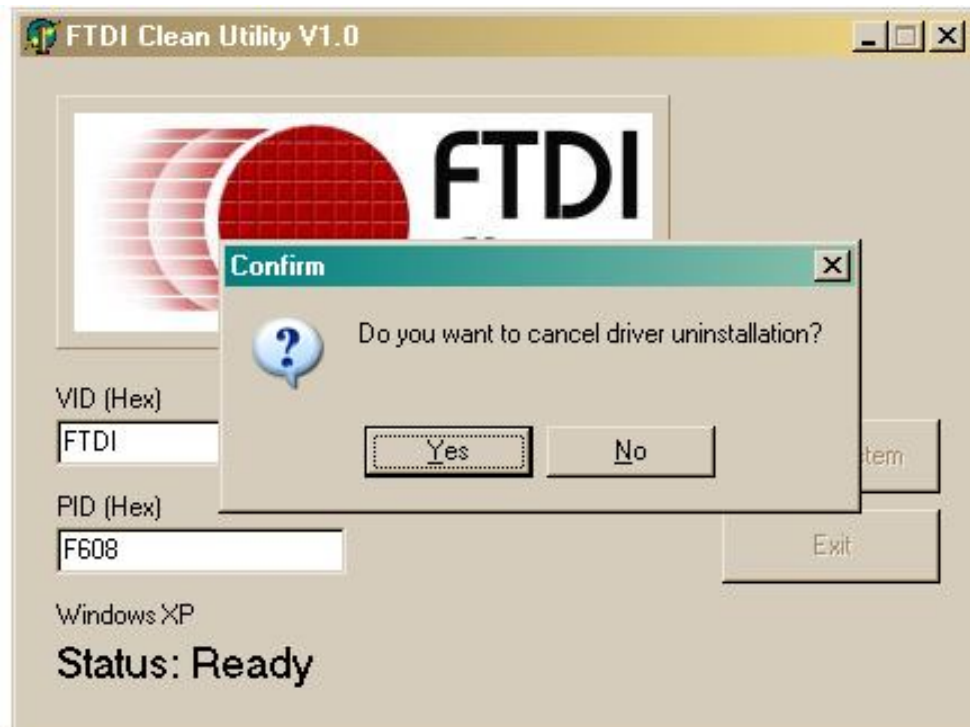 FTDI Clean Utility V1.0
FTDI
Confirm
Do you want to cancel driver uninstallation?
Yes
No
VID (Hex)
FTDI
PID (Hex)
F608
Exit
Windows XP
Status: Ready